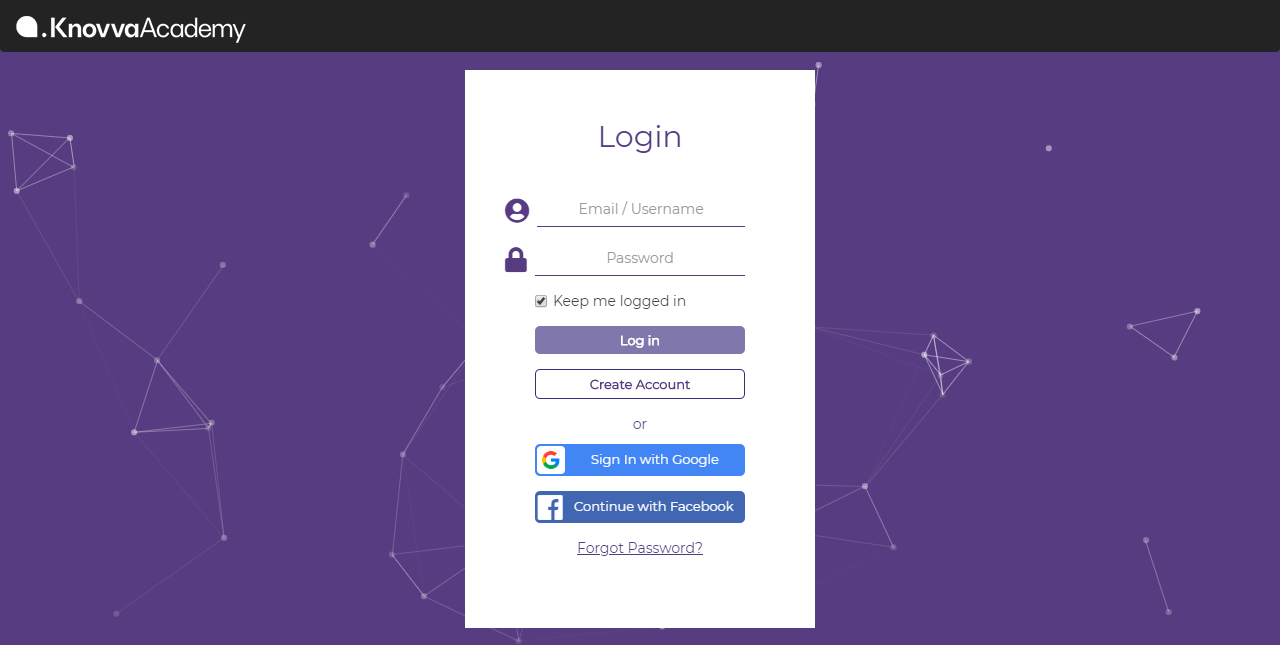 KnovvaAcademy
Login
Email / Username
Password
Keep me logged in
Log in
Create Account
or
Sign In with Google
Continue with Facebook
Forgot Password?